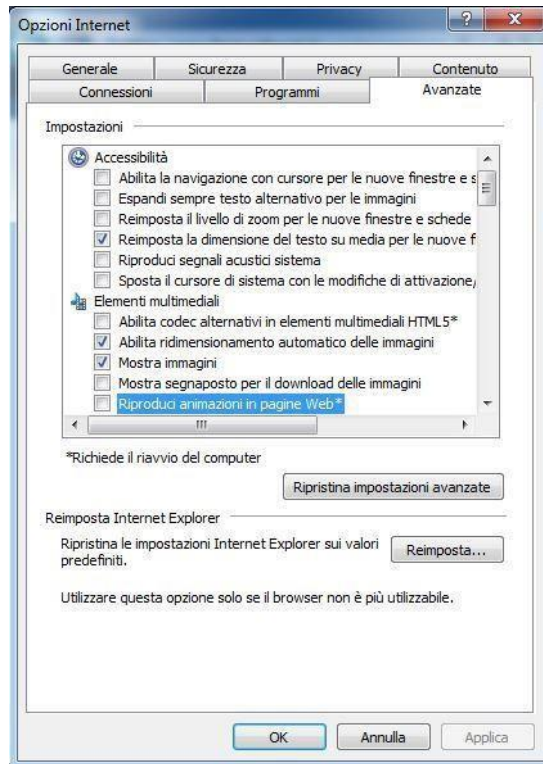 Opzioni Internet
Generale Sicurezza Privacy Contenuto
Connessioni Programmi Avanzate
Impostazioni
Accessibilità
Abilita la navigazione con cursore per le nuove finestre e s
Espandi sempre testo alternativo per le immagini
Reimposta il livello di zoom per le nuove finestre e schede
Reimposta la dimensione del testo su media per le nuove f
Riproduci segnali acustici sistema
Sposta il cursore di sistema con le modifiche di attivazione/
Elementi multimediali
Abilita codec alternativi in elementi multimediali HTML5*
Abilita ridimensionamento automatico delle immagini
Mostra immagini
Mostra segnaposto per il download delle immagini
Riproduci animazioni in pagine Web*
*Richiede il riavvio del computer
Ripristina impostazioni avanzate
Reimposta Internet Explorer
Ripristina le impostazioni Internet Explorer sui valori
predefiniti.
Reimposta...
Utilizzare questa opzione solo se il browser non è più utilizzabile.
OK Annulla Applica